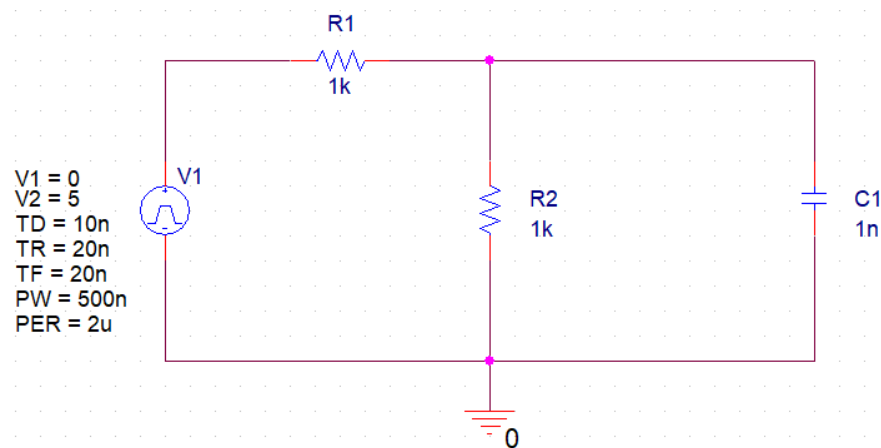 R1
1k
V1
V1 = 0
V2 = 5
TD = 10n
TR = 20n
TF = 20n
PW = 500n
PER = 2u
R2
1k
C1
1n
0